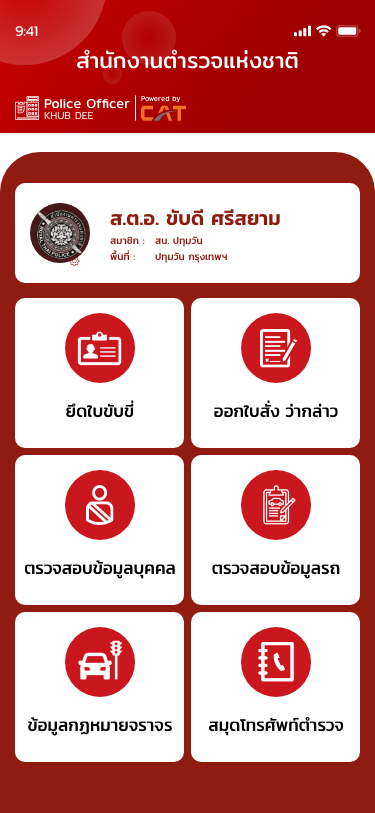 9:41
สำนักงานตำรวจแห่งชาติ
Police Officer
KHUB DEE
Powered by
CAT
ส.ต.อ. ขับดี ศรีสยาม
สมาชิก : สน. ปทุมวัน
พื้นที่ : ปทุมวัน กรุงเทพฯ
ยึดใบขับขี่
ออกใบสั่ง ว่ากล่าว
ตรวจสอบข้อมูลบุคคล
ตรวจสอบข้อมูลรถ
ข้อมูลกฏหมายจราจร
สมุดโทรศัพท์ตำรวจ